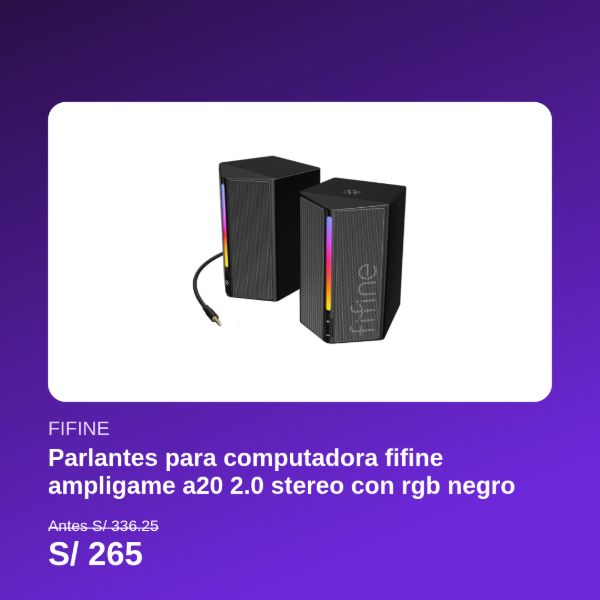 fifine
FIFINE
Parlantes para computadora fifine
ampligame a20 2.0 stereo con rgb negro
Antes S/ 336.25
S/ 265